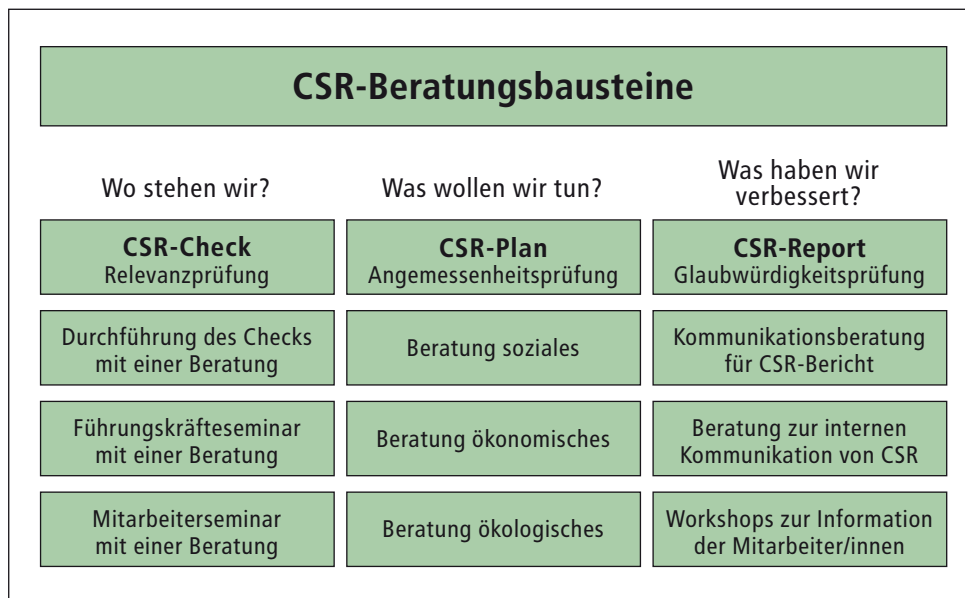 CSR-Beratungsbausteine
Wo stehen wir?
CSR-Check
Relevanzprüfung
Durchführung des Checks
mit einer Beratung
Führungskräfteseminar
mit einer Beratung
Mitarbeiterseminar
mit einer Beratung
Was wollen wir tun?
CSR-Plan
Angemessenheitsprüfung
Beratung soziales
Beratung ökonomisches
Beratung ökologisches
Was haben wir
verbessert?
CSR-Report
Glaubwürdigkeitsprüfung
Kommunikationsberatung
für CSR-Bericht
Beratung zur internen
Kommunikation von CSR
Workshops zur Information
der Mitarbeiter/innen